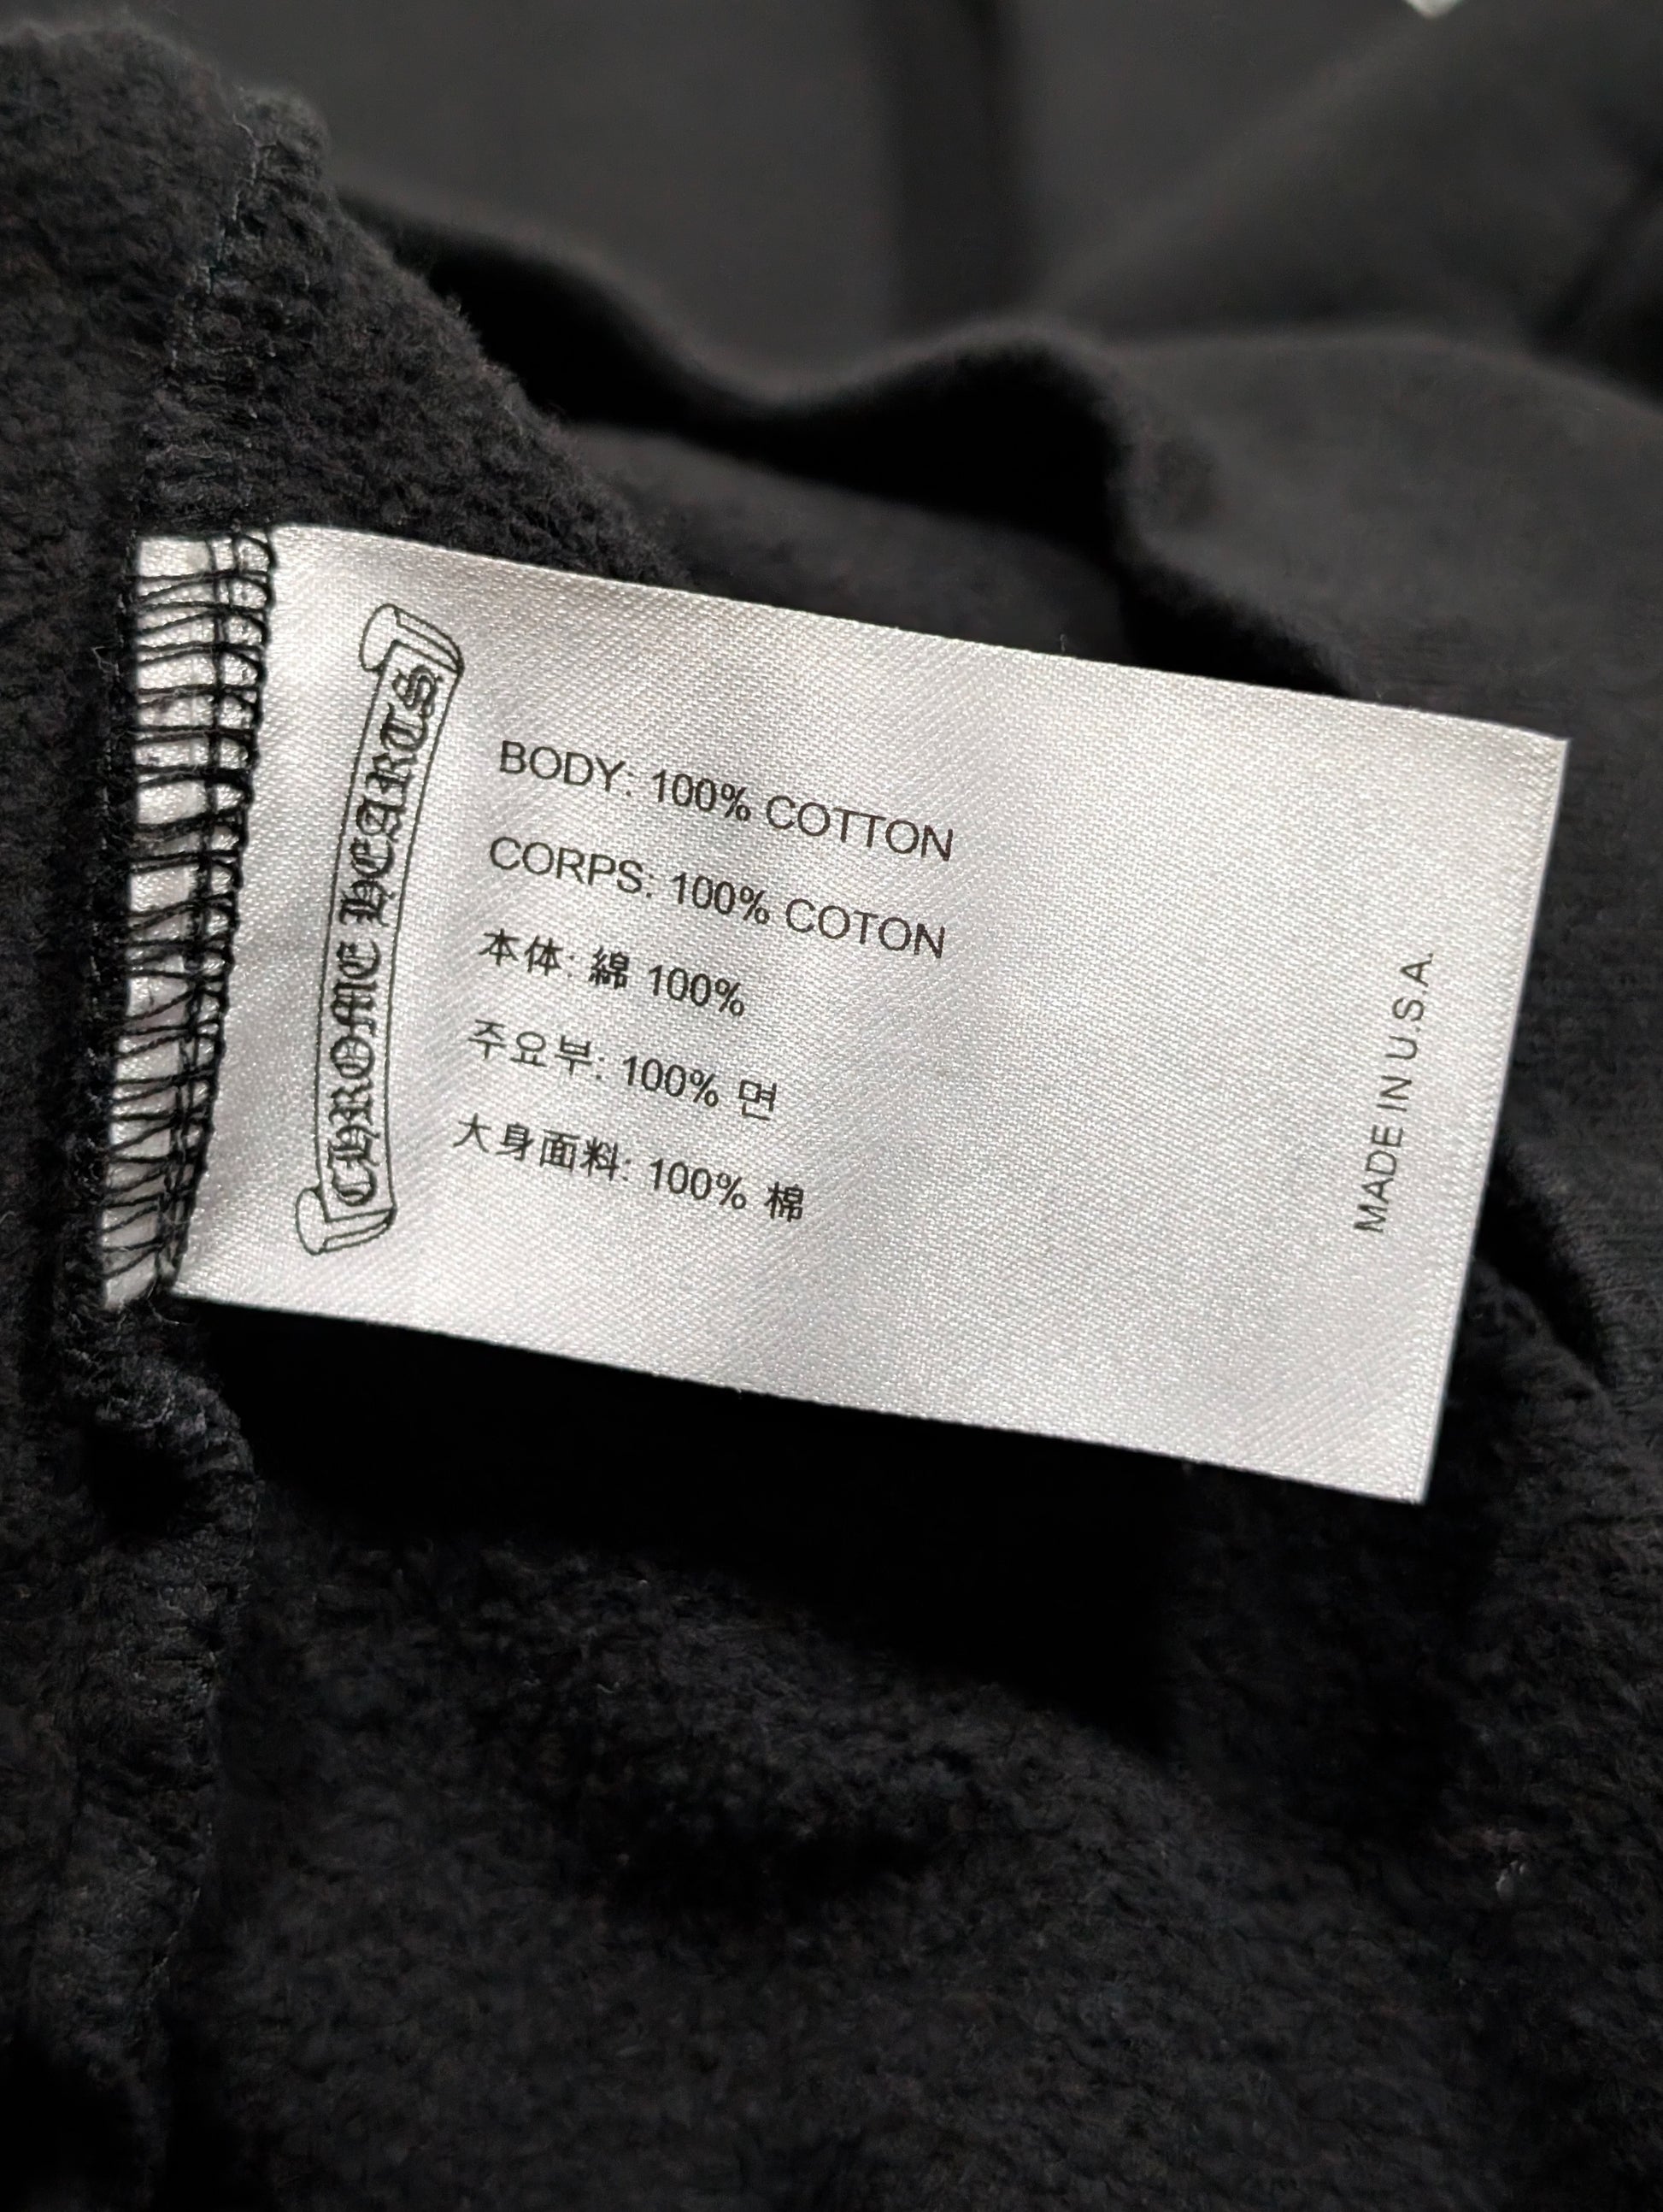 CHROME HEARTS
BODY: 100% COTTON
CORPS: 100% COTON
本体: 綿 100%
주요부: 100% 면
大身面料: 100% 棉
MADE IN U.S.A.